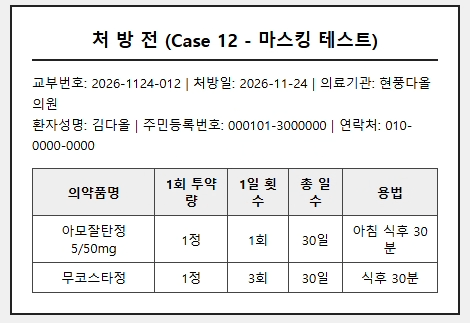 처 방 전 (Case 12 - 마스킹 테스트)
교부번호: 2026-1124-012 | 처방일: 2026-11-24 | 의료기관: 현풍다올
의원
환자성명: 김다올 | 주민등록번호: 000101-3000000 | 연락처: 010-
0000-0000
의약품명 1회 투약량 1일 횟수 총 일수 용법
아모잘탄정 5/50mg 1정 1회 30일 아침 식후 30분
무코스타정 1정 3회 30일 식후 30분